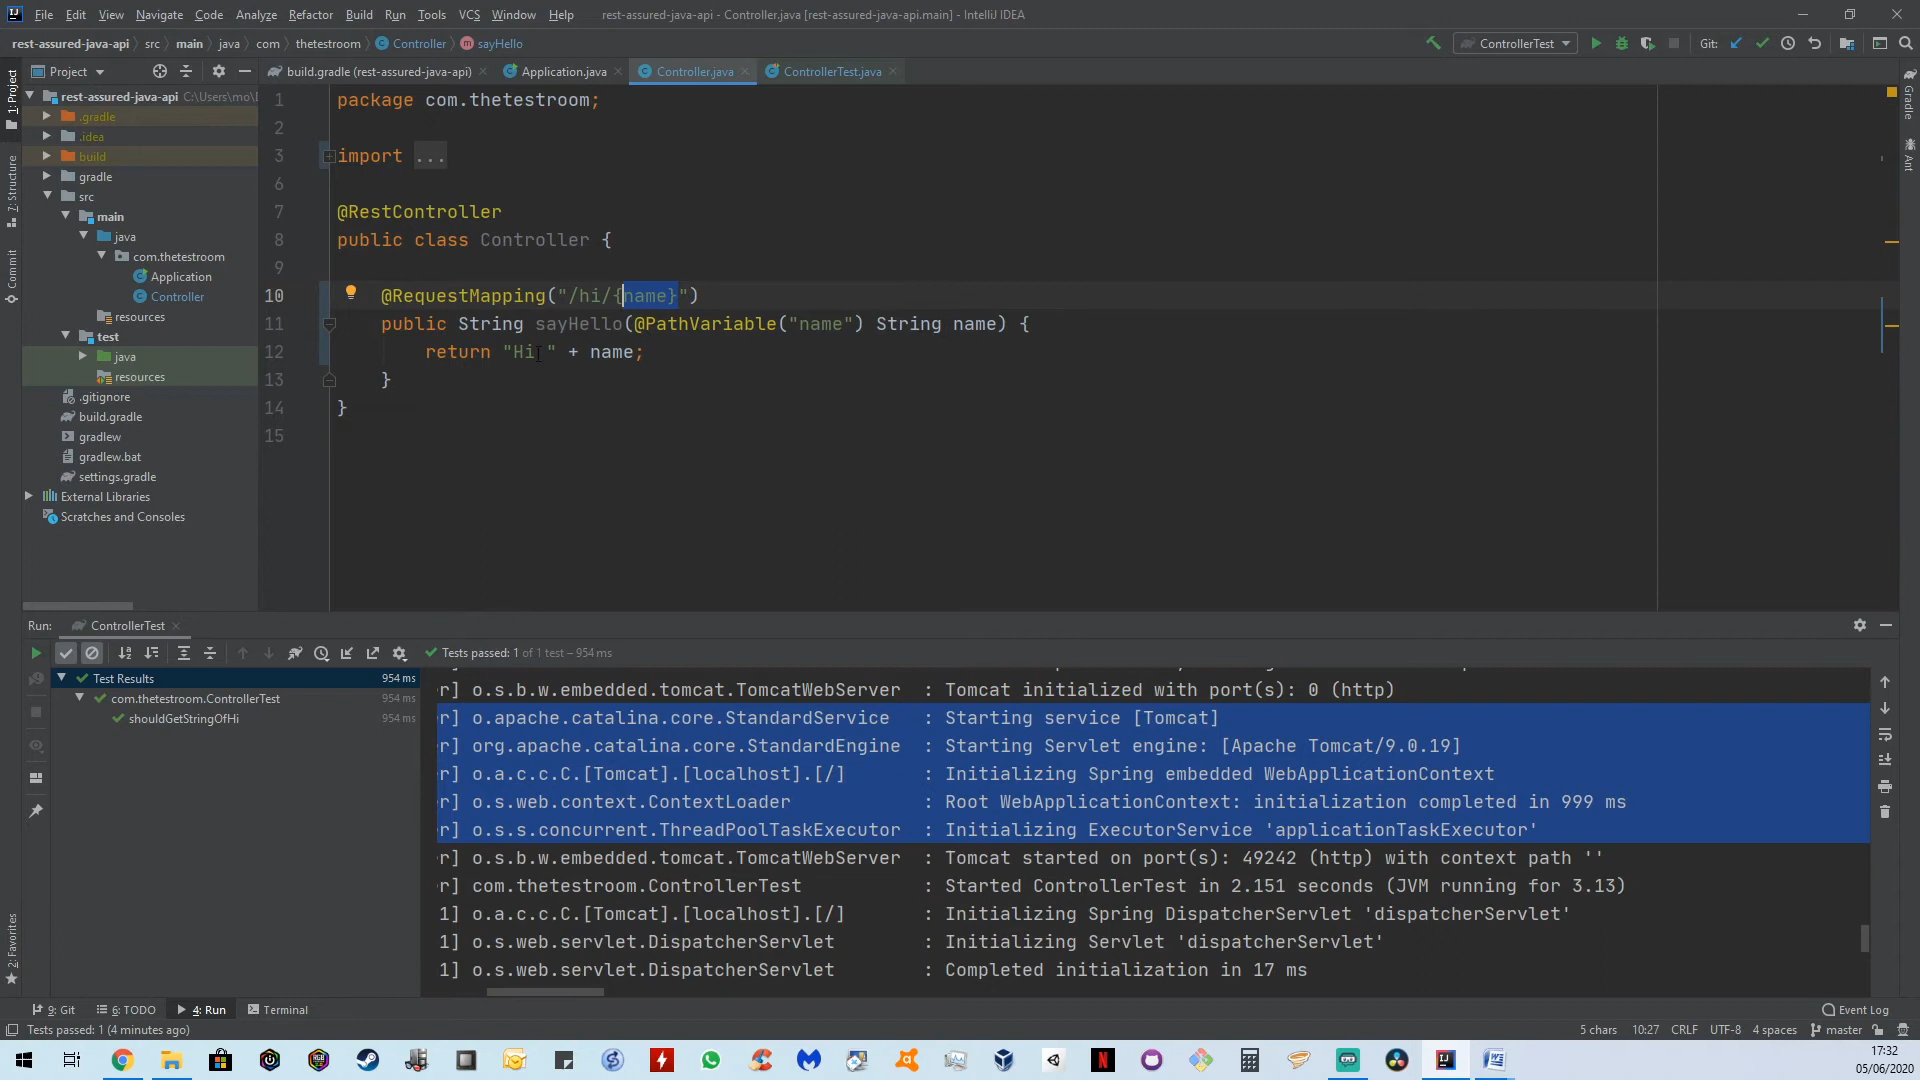 File Edit View Navigate Code Analyze Refactor Build Run Tools VCS Window Help rest-assured-java-api - Controller.java [rest-assured-java-api.main] - IntelliJ IDEA
rest-assured-java-api src main java com thetestroom Controller sayHello ControllerTest Git:
Project build.gradle (rest-assured-java-api) Application.java Controller.java ControllerTest.java
1: Project
7: Structure
Commit
2: Favorites
rest-assured-java-api C:\Users\mo\
.gradle
.idea
build
gradle
src
main
java
com.thetestroom
Application
Controller
resources
test
java
resources
.gitignore
build.gradle
gradlew
gradlew.bat
settings.gradle
External Libraries
Scratches and Consoles
1 package com.thetestroom;
2
3 import ...
6
7 @RestController
8 public class Controller {
9
10 @RequestMapping("/hi/{name}")
11 public String sayHello(@PathVariable("name") String name) {
12 return "Hi " + name;
13 }
14 }
15
Gradle
Ant
Run: ControllerTest
Tests passed: 1 of 1 test – 954 ms
Test Results 954 ms
com.thetestroom.ControllerTest 954 ms
shouldGetStringOfHi 954 ms
r] o.s.b.w.embedded.tomcat.TomcatWebServer : Tomcat initialized with port(s): 0 (http)
r] o.apache.catalina.core.StandardService : Starting service [Tomcat]
r] org.apache.catalina.core.StandardEngine : Starting Servlet engine: [Apache Tomcat/9.0.19]
r] o.a.c.c.C.[Tomcat].[localhost].[/] : Initializing Spring embedded WebApplicationContext
r] o.s.web.context.ContextLoader : Root WebApplicationContext: initialization completed in 999 ms
r] o.s.s.concurrent.ThreadPoolTaskExecutor : Initializing ExecutorService 'applicationTaskExecutor'
r] o.s.b.w.embedded.tomcat.TomcatWebServer : Tomcat started on port(s): 49242 (http) with context path ''
r] com.thetestroom.ControllerTest : Started ControllerTest in 2.151 seconds (JVM running for 3.13)
1] o.a.c.c.C.[Tomcat].[localhost].[/] : Initializing Spring DispatcherServlet 'dispatcherServlet'
1] o.s.web.servlet.DispatcherServlet : Initializing Servlet 'dispatcherServlet'
1] o.s.web.servlet.DispatcherServlet : Completed initialization in 17 ms
9: Git 6: TODO 4: Run Terminal Event Log
Tests passed: 1 (4 minutes ago) 5 chars 10:27 CRLF UTF-8 4 spaces master
17:32
05/06/2020